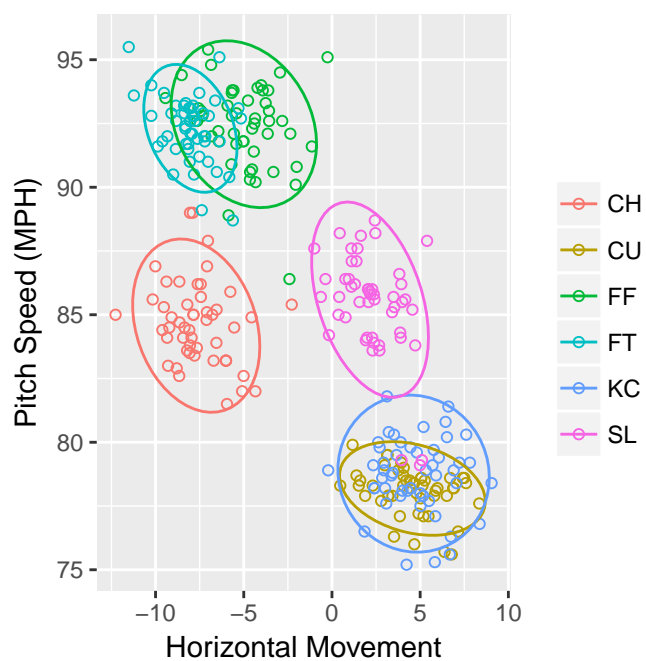 95
90
85
80
75
−10
−5
0
5
10
Horizontal Movement
Pitch Speed (MPH)
CH
CU
FF
FT
KC
SL